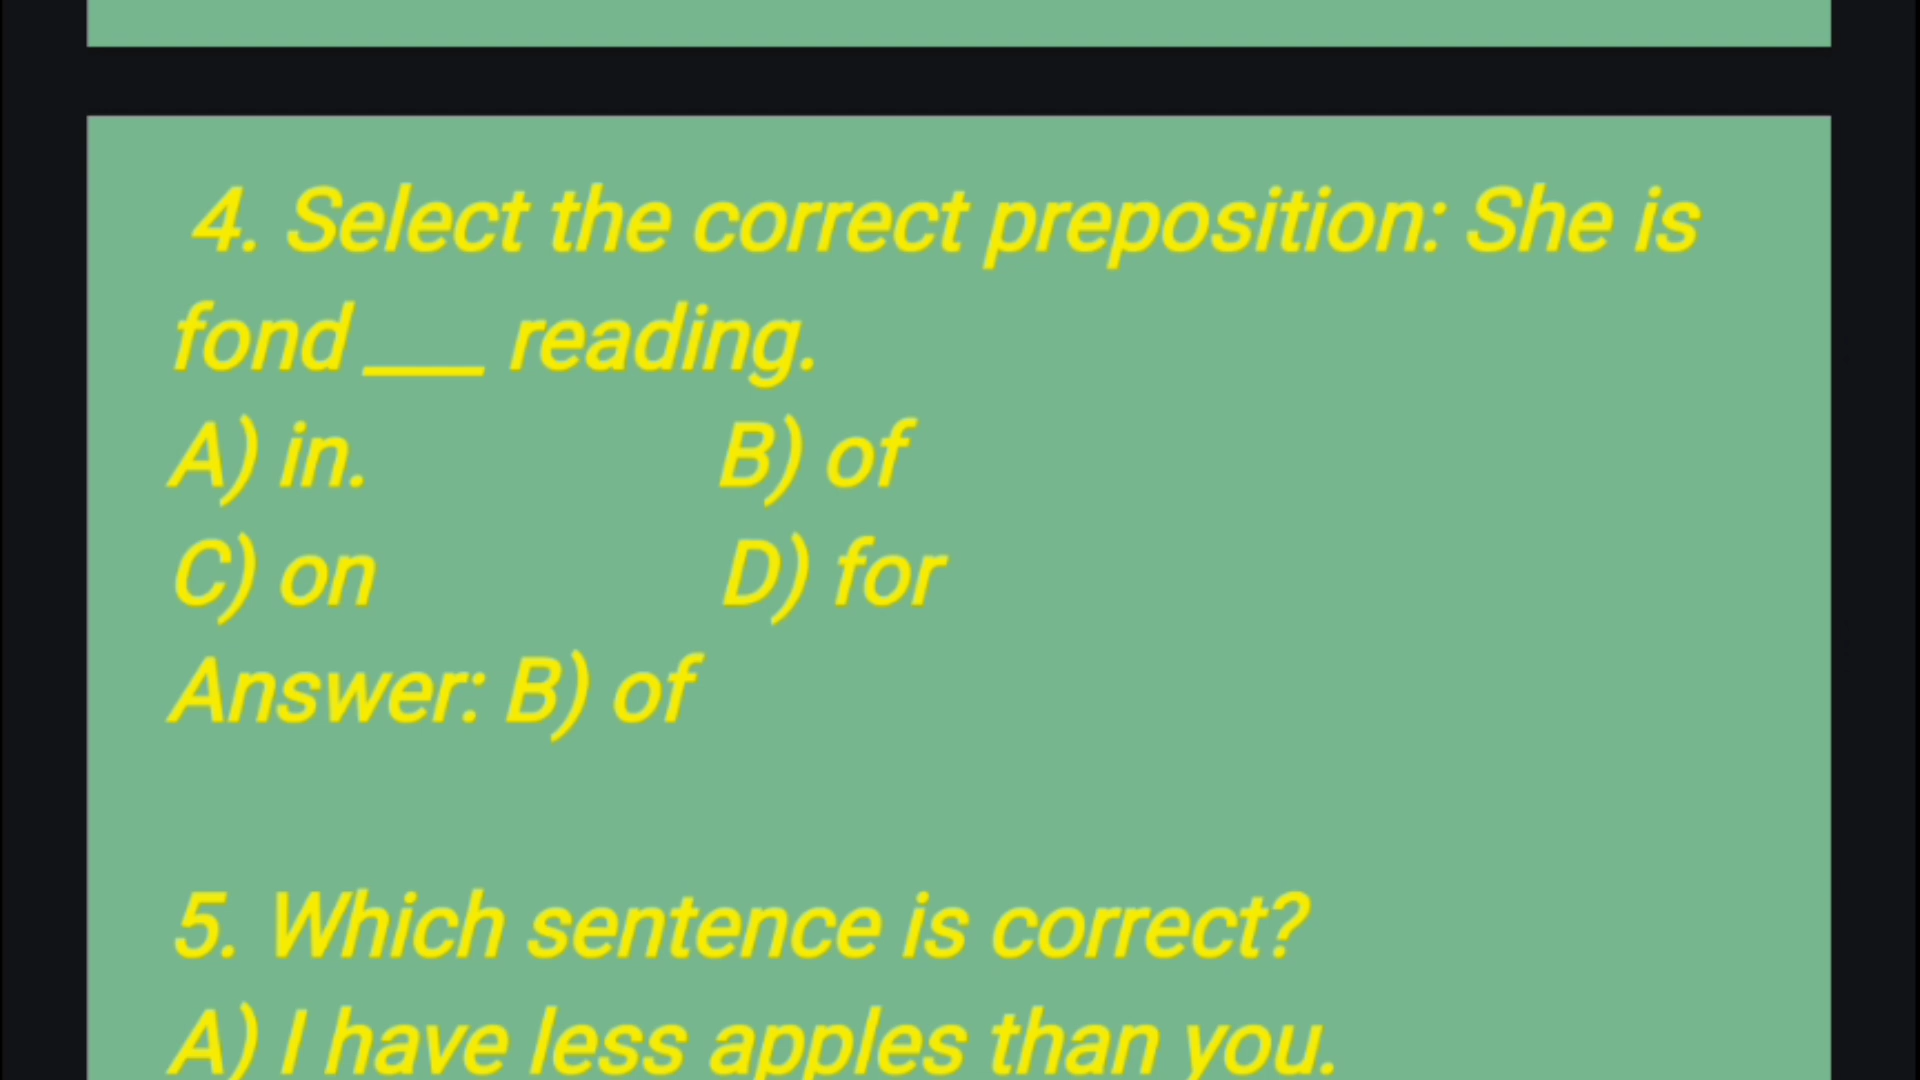 4. Select the correct preposition: She is
fond ___ reading.
A) in. B) of
C) on D) for
Answer: B) of
5. Which sentence is correct?
A) I have less apples than you.